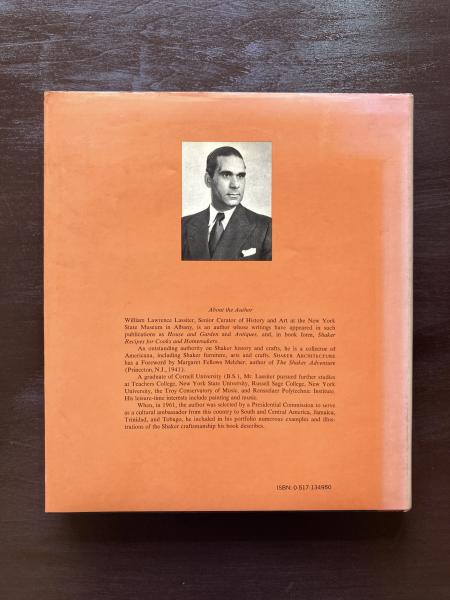 About the Author
William Lawrence Lassiter, Senior Curator of History and Art at the New York
State Museum in Albany, is an author whose writings have appeared in such
publications as House and Garden and Antiques, and, in book form, Shaker
Recipes for Cooks and Homemakers.
An outstanding authority on Shaker history and crafts, he is a collector of
Americana, including Shaker furniture, arts and crafts. SHAKER ARCHITECTURE
has a Foreword by Margaret Fellows Melcher, author of The Shaker Adventure
(Princeton, N.J., 1941).
A graduate of Cornell University (B.S.), Mr. Lassiter pursued further studies
at Teachers College, New York State University, Russell Sage College, New York
University, the Troy Conservatory of Music, and Rensselaer Polytechnic Institute.
His leisure-time interests include painting and music.
When, in 1961, the author was selected by a Presidential Commission to serve
as a cultural ambassador from this country to South and Central America, Jamaica,
Trinidad, and Tobago, he included in his portfolio numerous examples and illus-
trations of the Shaker craftsmanship his book describes.
ISBN: 0-517-134950